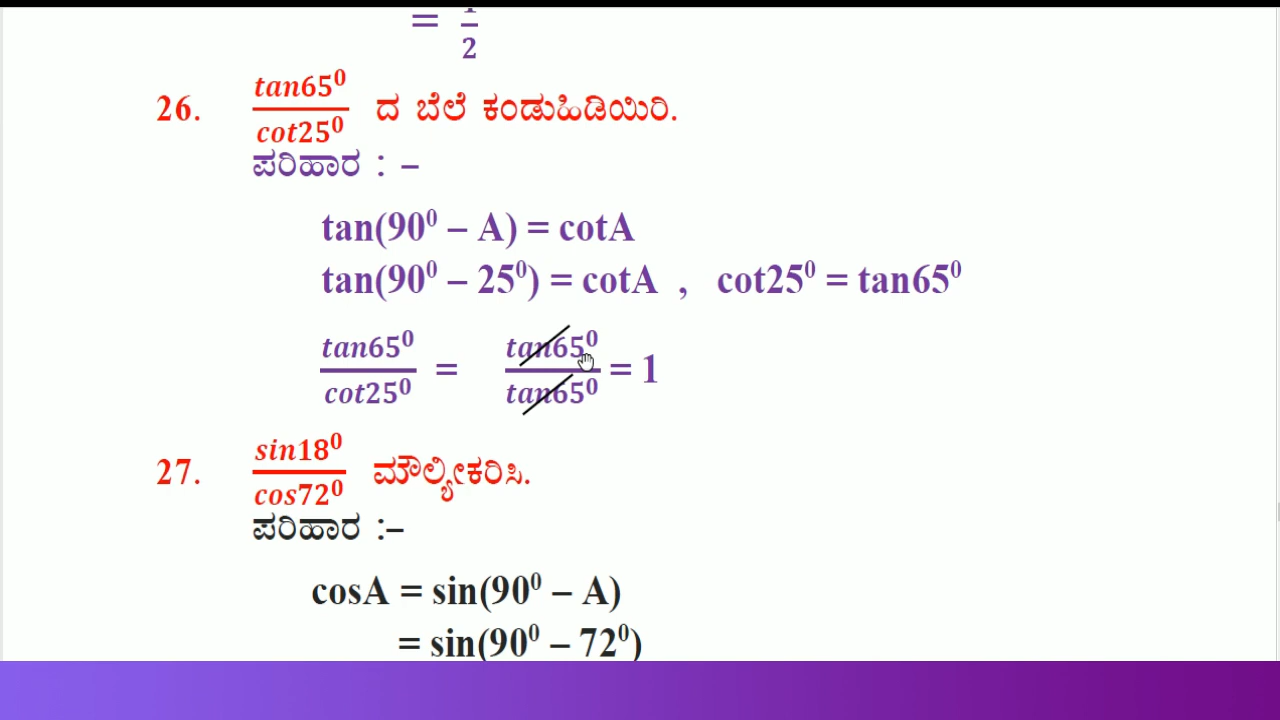 = 1/2
26. tan65⁰/cot25⁰ ದ ಬೆಲೆ ಕಂಡುಹಿಡಿಯಿರಿ.
ಪರಿಹಾರ : –
tan(90⁰ – A) = cotA
tan(90⁰ – 25⁰) = cotA , cot25⁰ = tan65⁰
tan65⁰/cot25⁰ = tan65⁰/tan65⁰ = 1
27. sin18⁰/cos72⁰ ಮೌಲ್ಯೀಕರಿಸಿ.
ಪರಿಹಾರ :–
cosA = sin(90⁰ – A)
= sin(90⁰ – 72⁰)